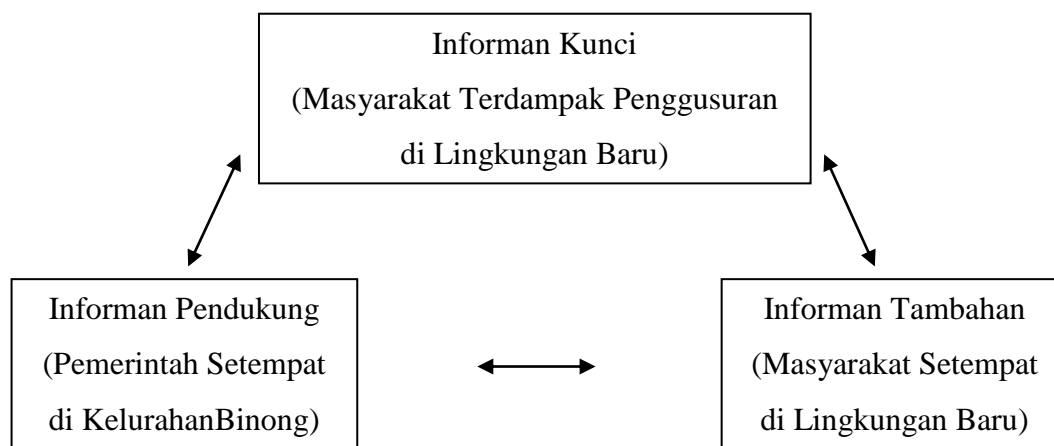 Informan Kunci
(Masyarakat Terdampak Penggusuran
di Lingkungan Baru)
Informan Pendukung
(Pemerintah Setempat
di KelurahanBinong)
Informan Tambahan
(Masyarakat Setempat
di Lingkungan Baru)